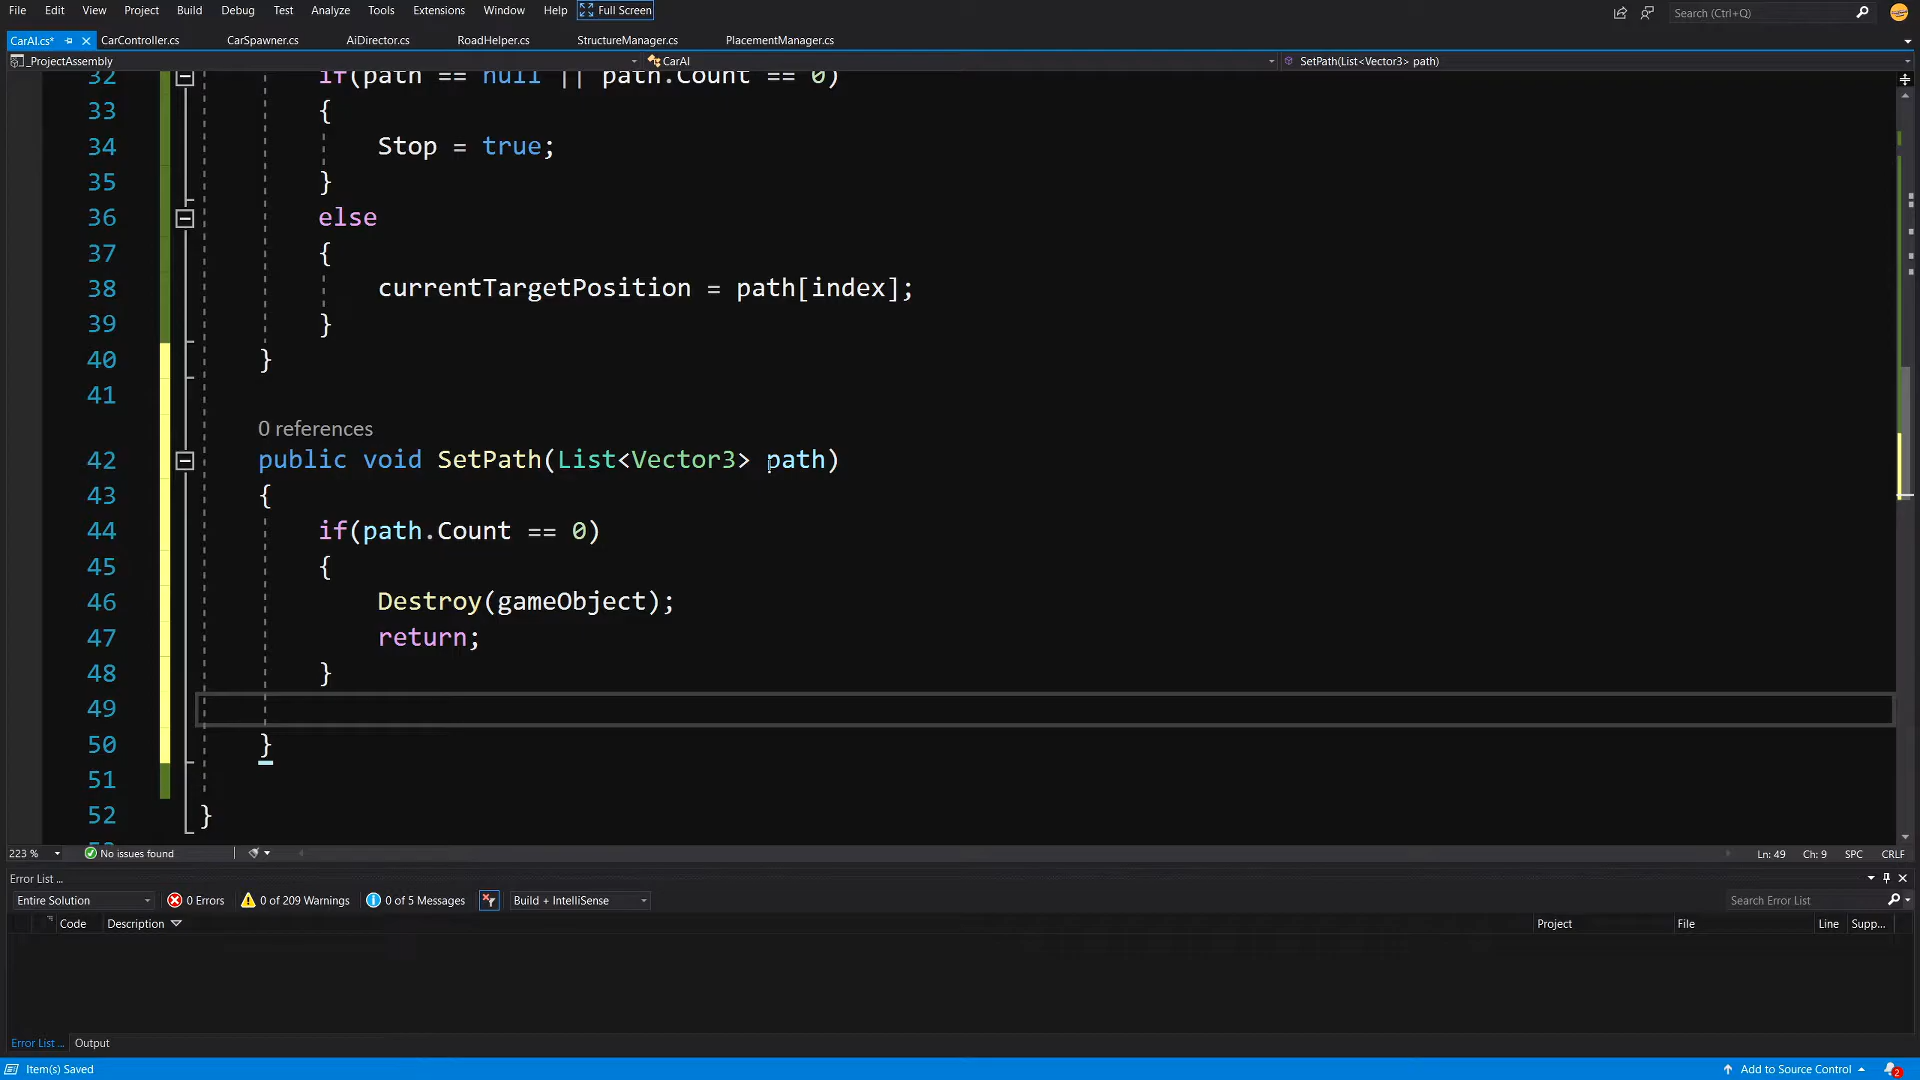 File Edit View Project Build Debug Test Analyze Tools Extensions Window Help Full Screen Search (Ctrl+Q)
CarAI.cs* CarController.cs CarSpawner.cs AiDirector.cs RoadHelper.cs StructureManager.cs PlacementManager.cs
_ProjectAssembly CarAI SetPath(List<Vector3> path)
32 if(path == null || path.Count == 0)
33 {
34 Stop = true;
35 }
36 else
37 {
38 currentTargetPosition = path[index];
39 }
40 }
41
0 references
42 public void SetPath(List<Vector3> path)
43 {
44 if(path.Count == 0)
45 {
46 Destroy(gameObject);
47 return;
48 }
49
50 }
51
52 }
223 % No issues found Ln: 49 Ch: 9 SPC CRLF
Error List ...
Entire Solution 0 Errors 0 of 209 Warnings 0 of 5 Messages Build + IntelliSense Search Error List
Code Description Project File Line Supp...
Error List ... Output
Item(s) Saved Add to Source Control 2